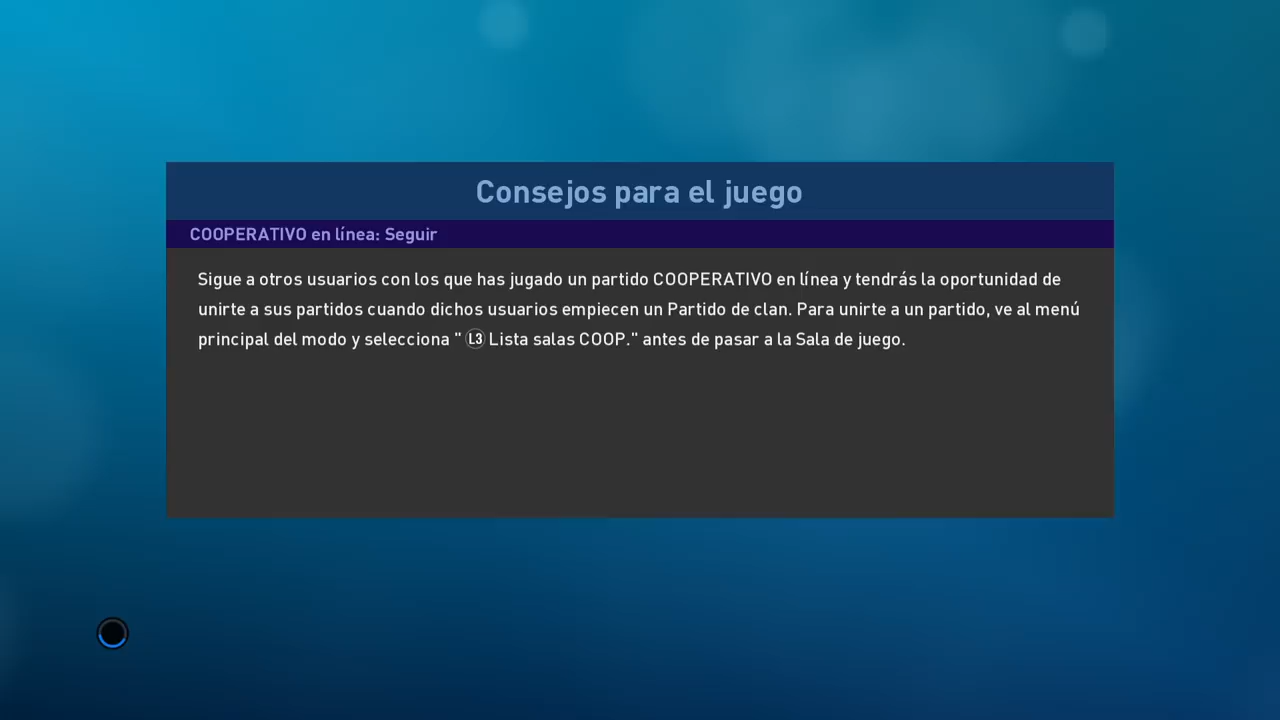 Consejos para el juego
COOPERATIVO en línea: Seguir
Sigue a otros usuarios con los que has jugado un partido COOPERATIVO en línea y tendrás la oportunidad de
unirte a sus partidos cuando dichos usuarios empiecen un Partido de clan. Para unirte a un partido, ve al menú
principal del modo y selecciona " L3 Lista salas COOP." antes de pasar a la Sala de juego.